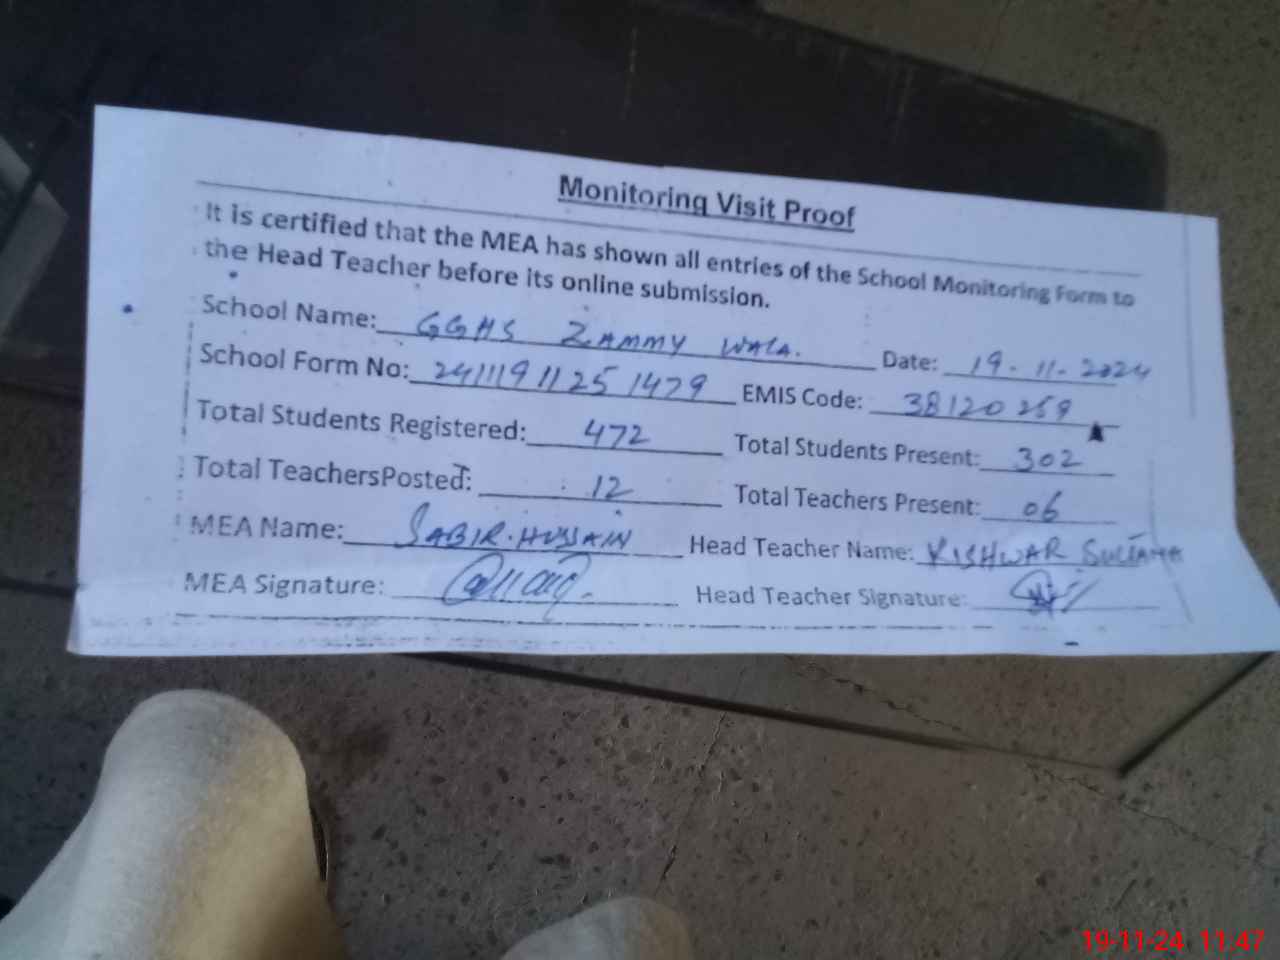 Monitoring Visit Proof
It is certified that the MEA has shown all entries of the School Monitoring Form to
the Head Teacher before its online submission.
School Name: GGHS ZAMMY WALA. Date: 19-11-2024
School Form No: 241119 11 25 1479 EMIS Code: 38120259
Total Students Registered: 472 Total Students Present: 302
Total TeachersPosted: 12 Total Teachers Present: 06
MEA Name: SABIR.HUSSAIN Head Teacher Name: KISHWAR SULTANA
MEA Signature: Head Teacher Signature:
19-11-24 11:47